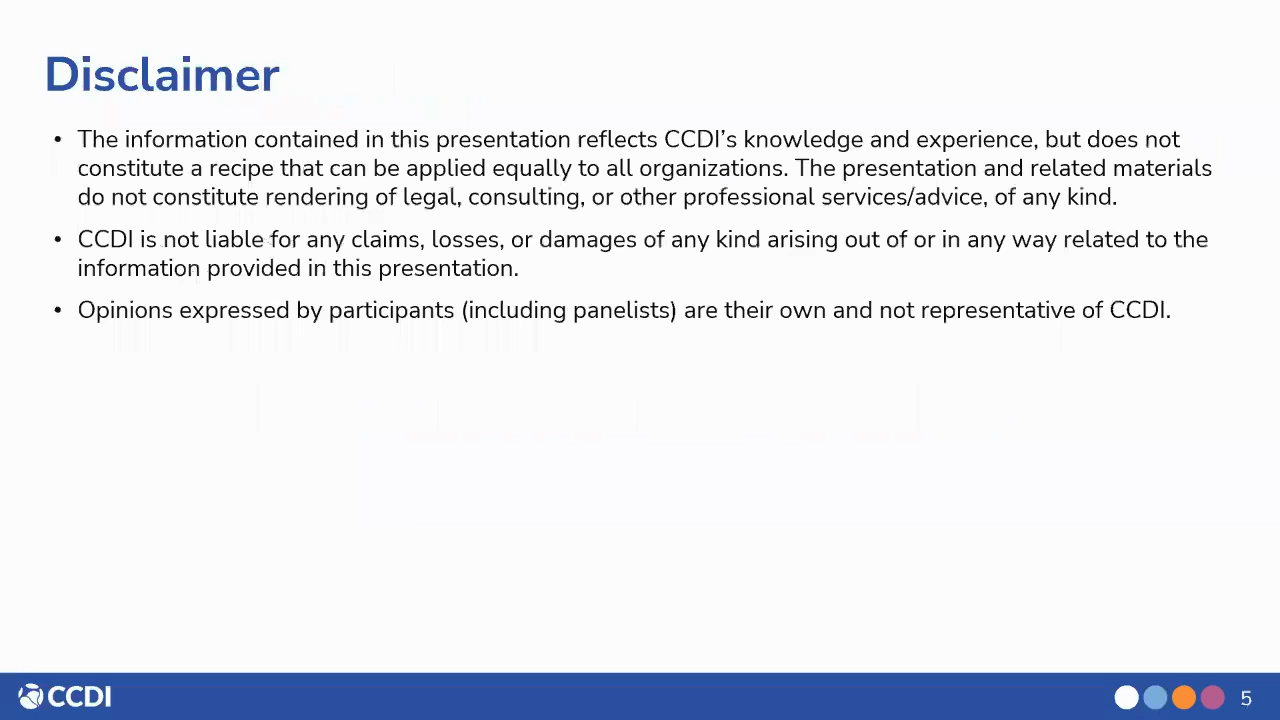 Disclaimer
• The information contained in this presentation reflects CCDI’s knowledge and experience, but does not
constitute a recipe that can be applied equally to all organizations. The presentation and related materials
do not constitute rendering of legal, consulting, or other professional services/advice, of any kind.
• CCDI is not liable for any claims, losses, or damages of any kind arising out of or in any way related to the
information provided in this presentation.
• Opinions expressed by participants (including panelists) are their own and not representative of CCDI.
CCDI
5